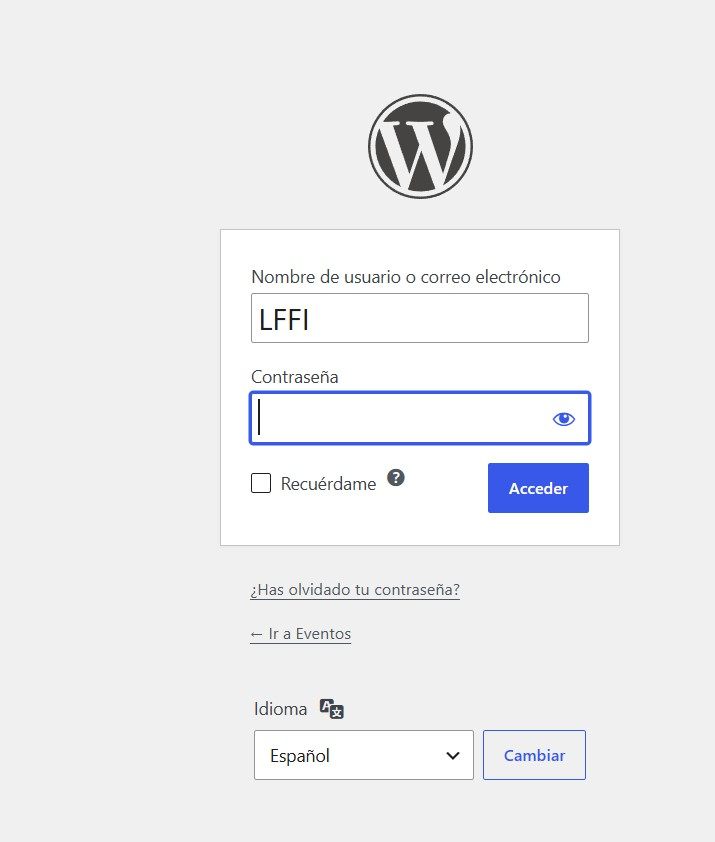 Nombre de usuario o correo electrónico
LFFI
Contraseña
Recuérdame ?
Acceder
¿Has olvidado tu contraseña?
← Ir a Eventos
Idioma
Español
Cambiar